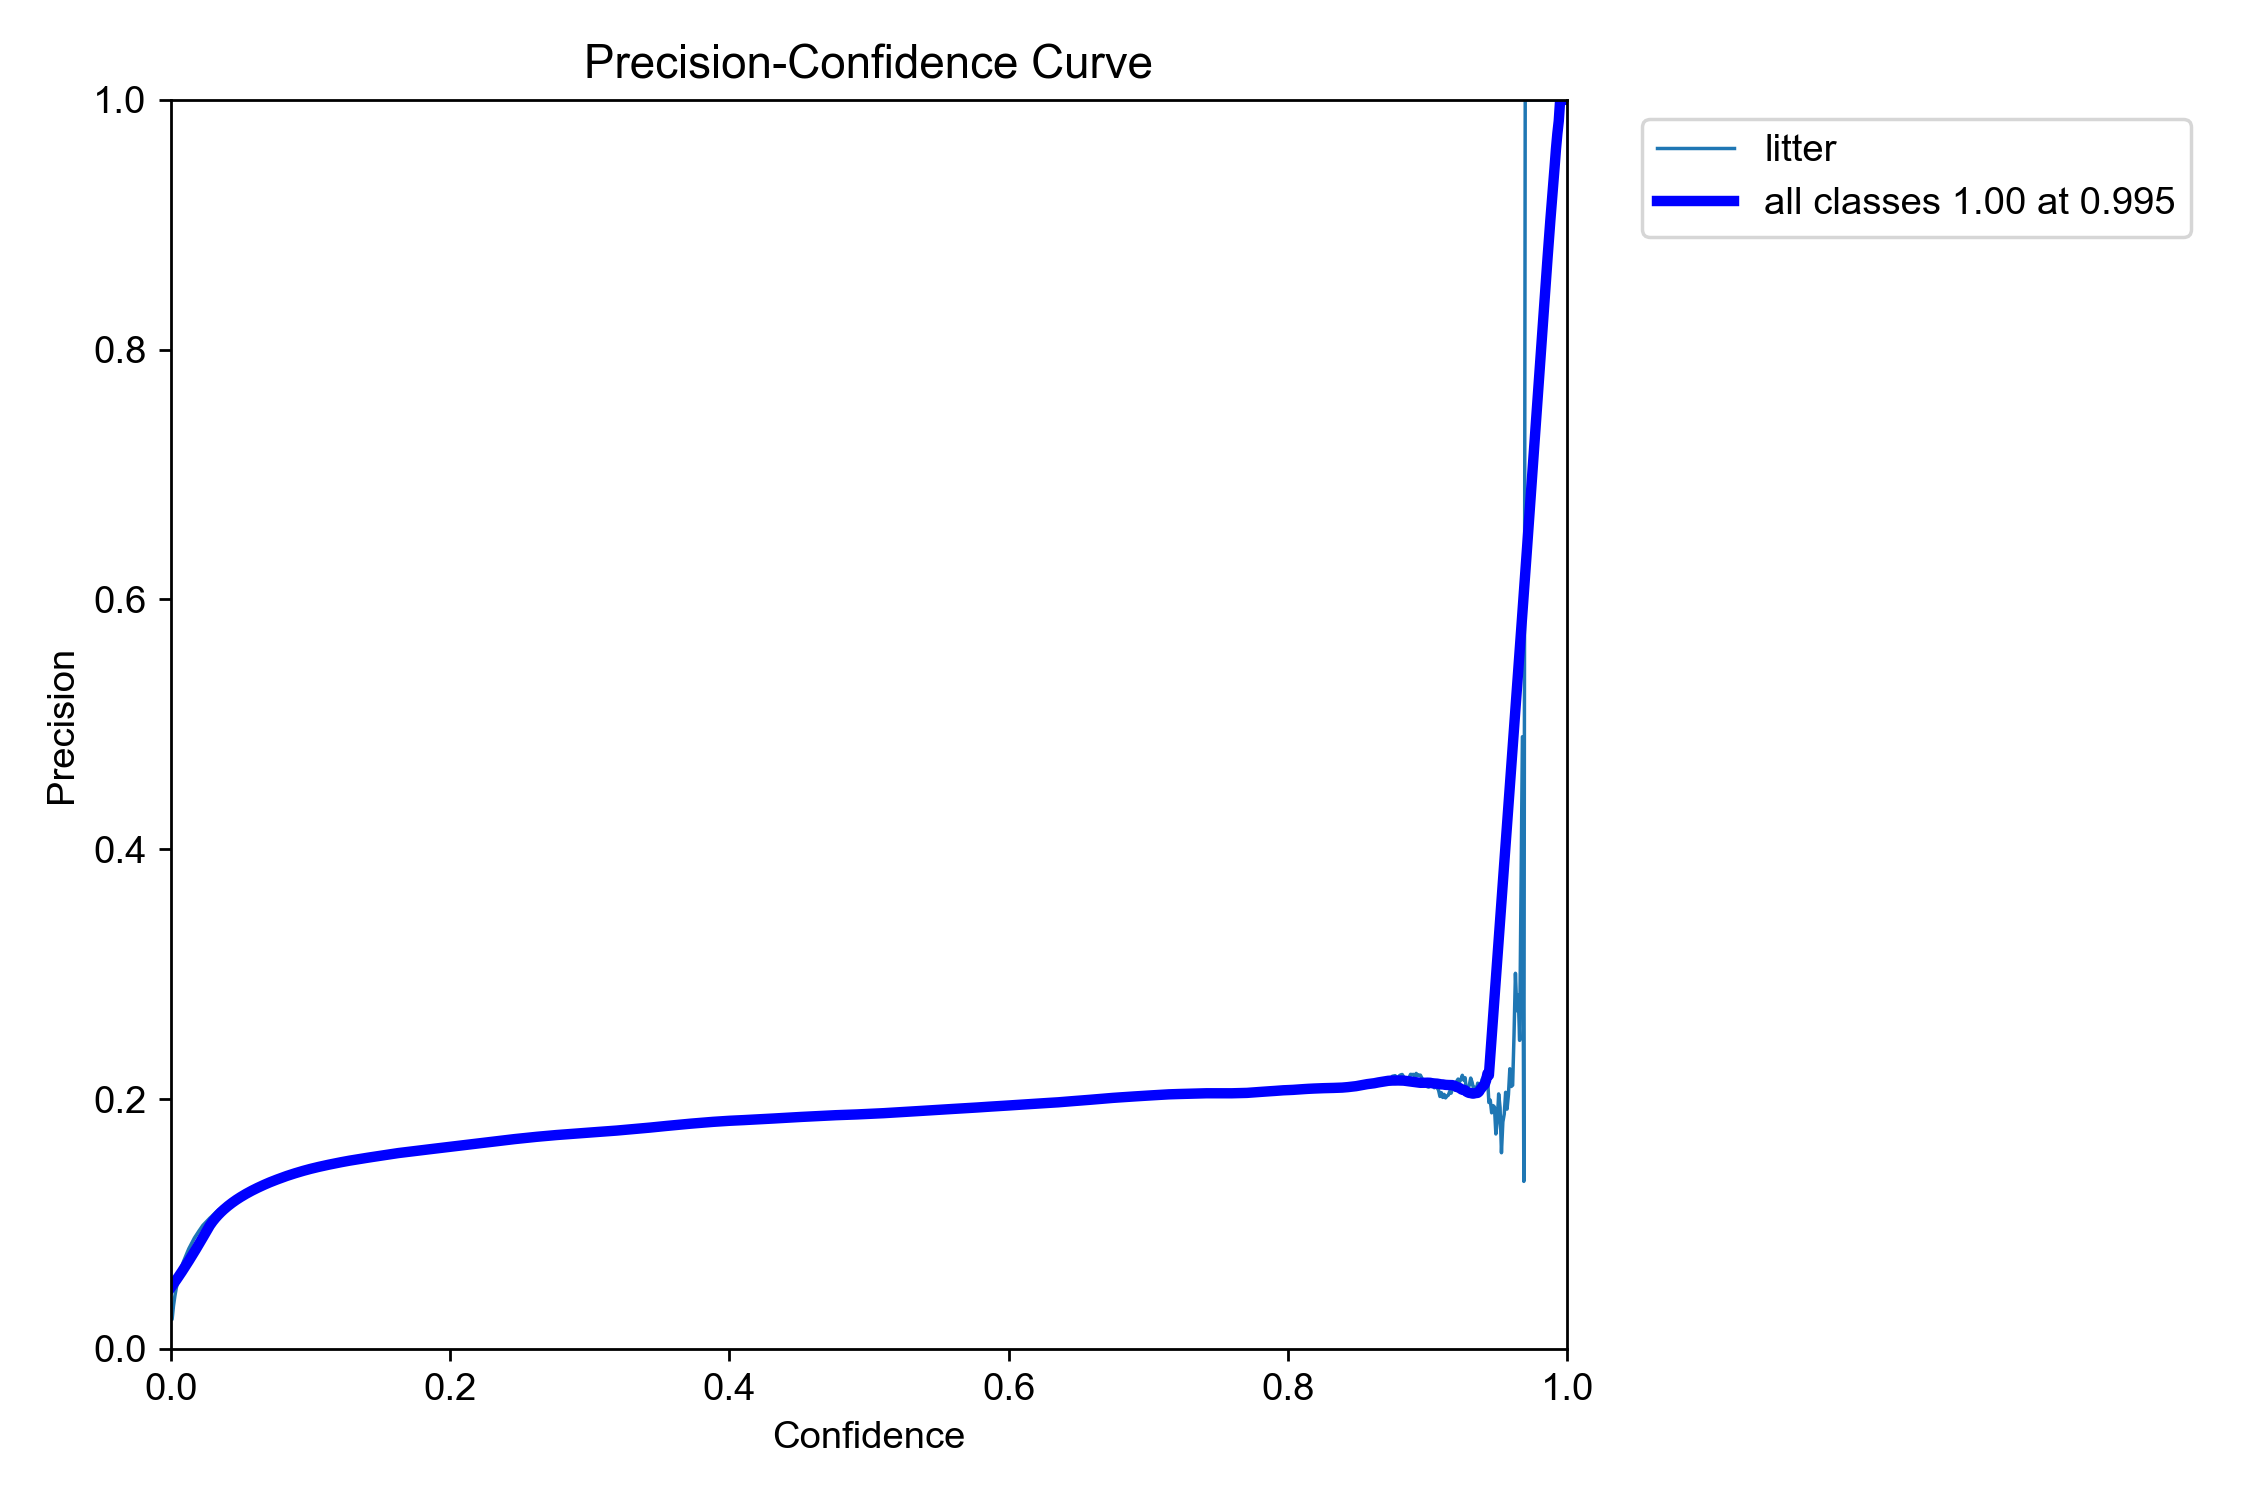 Precision-Confidence Curve
litter
all classes 1.00 at 0.995
1.0
0.8
0.6
0.4
0.2
0.0
Precision
0.0 0.2 0.4 0.6 0.8 1.0
Confidence